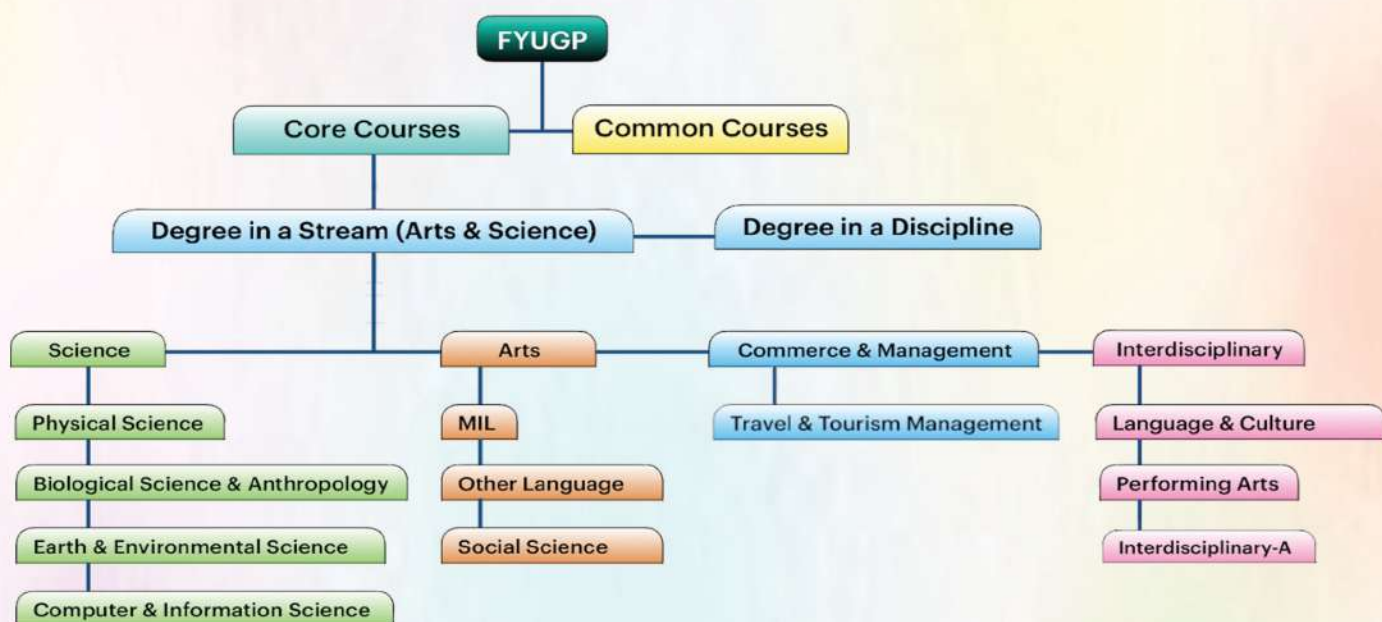 FYUGP
Core Courses
Common Courses
Degree in a Stream (Arts & Science)
Degree in a Discipline
Science
Arts
Commerce & Management
Interdisciplinary
Physical Science
MIL
Travel & Tourism Management
Language & Culture
Biological Science & Anthropology
Other Language
Performing Arts
Earth & Environmental Science
Social Science
Interdisciplinary-A
Computer & Information Science